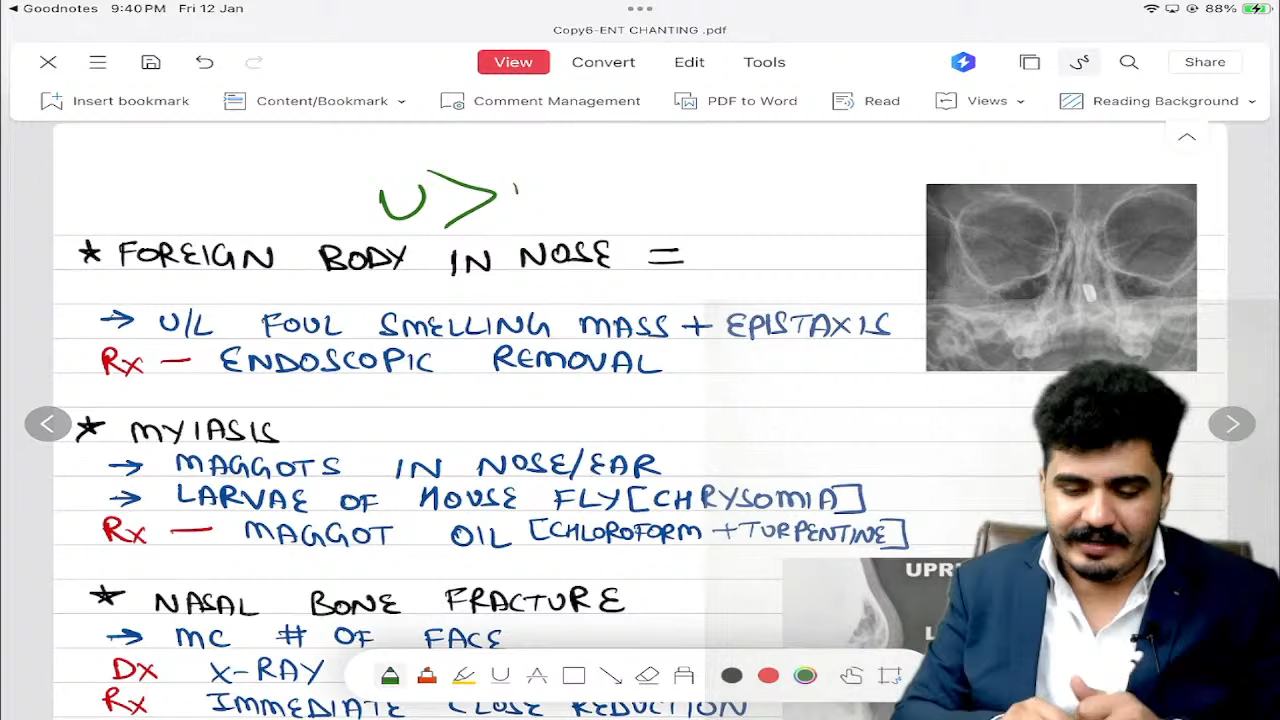 Goodnotes 9:40 PM Fri 12 Jan 88%
Copy6-ENT CHANTING .pdf
View Convert Edit Tools Share
Insert bookmark Content/Bookmark Comment Management PDF to Word Read Views Reading Background
U >
* FOREIGN BODY IN NOSE =
→ U/L FOUL SMELLING MASS + EPISTAXIS
Rx — ENDOSCOPIC REMOVAL
* MYIASIS
→ MAGGOTS IN NOSE/EAR
→ LARVAE OF HOUSE FLY [CHRYSOMIA]
Rx — MAGGOT OIL [CHLOROFORM + TURPENTINE]
UPR
* NASAL BONE FRACTURE
→ MC # OF FACE
Dx X-RAY
Rx IMMEDIATE CLOSE REDUCTION